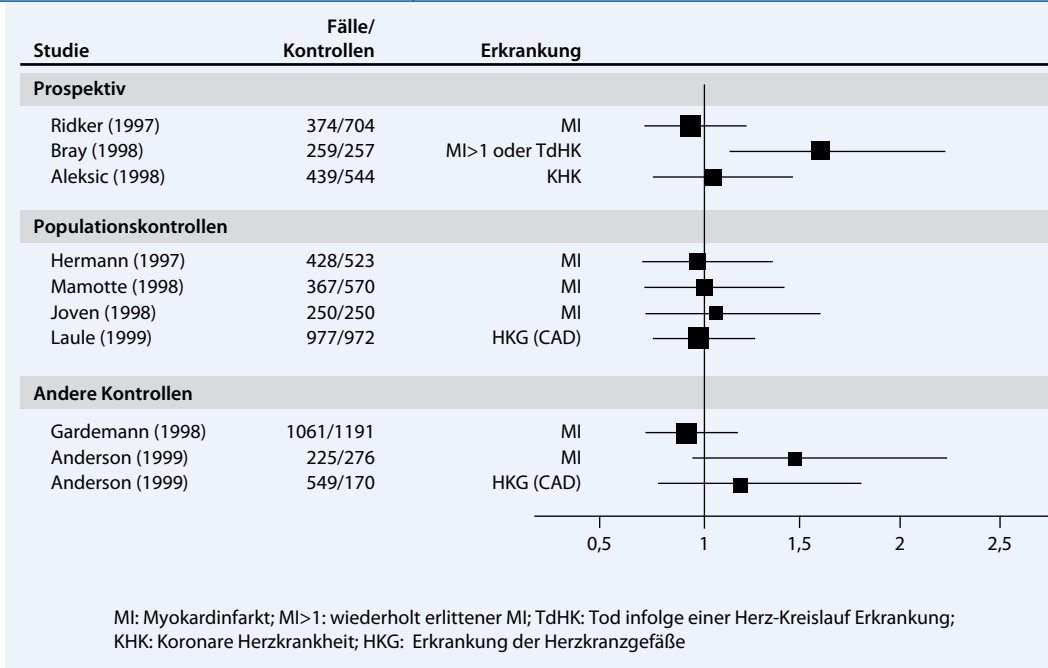 Studie Fälle/ Kontrollen Erkrankung
Prospektiv
Ridker (1997) 374/704 MI
Bray (1998) 259/257 MI>1 oder TdHK
Aleksic (1998) 439/544 KHK
Populationskontrollen
Hermann (1997) 428/523 MI
Mamotte (1998) 367/570 MI
Joven (1998) 250/250 MI
Laule (1999) 977/972 HKG (CAD)
Andere Kontrollen
Gardemann (1998) 1061/1191 MI
Anderson (1999) 225/276 MI
Anderson (1999) 549/170 HKG (CAD)
0,5 1 1,5 2 2,5
MI: Myokardinfarkt; MI>1: wiederholt erlittener MI; TdHK: Tod infolge einer Herz-Kreislauf Erkrankung;
KHK: Koronare Herzkrankheit; HKG: Erkrankung der Herzkranzgefäße